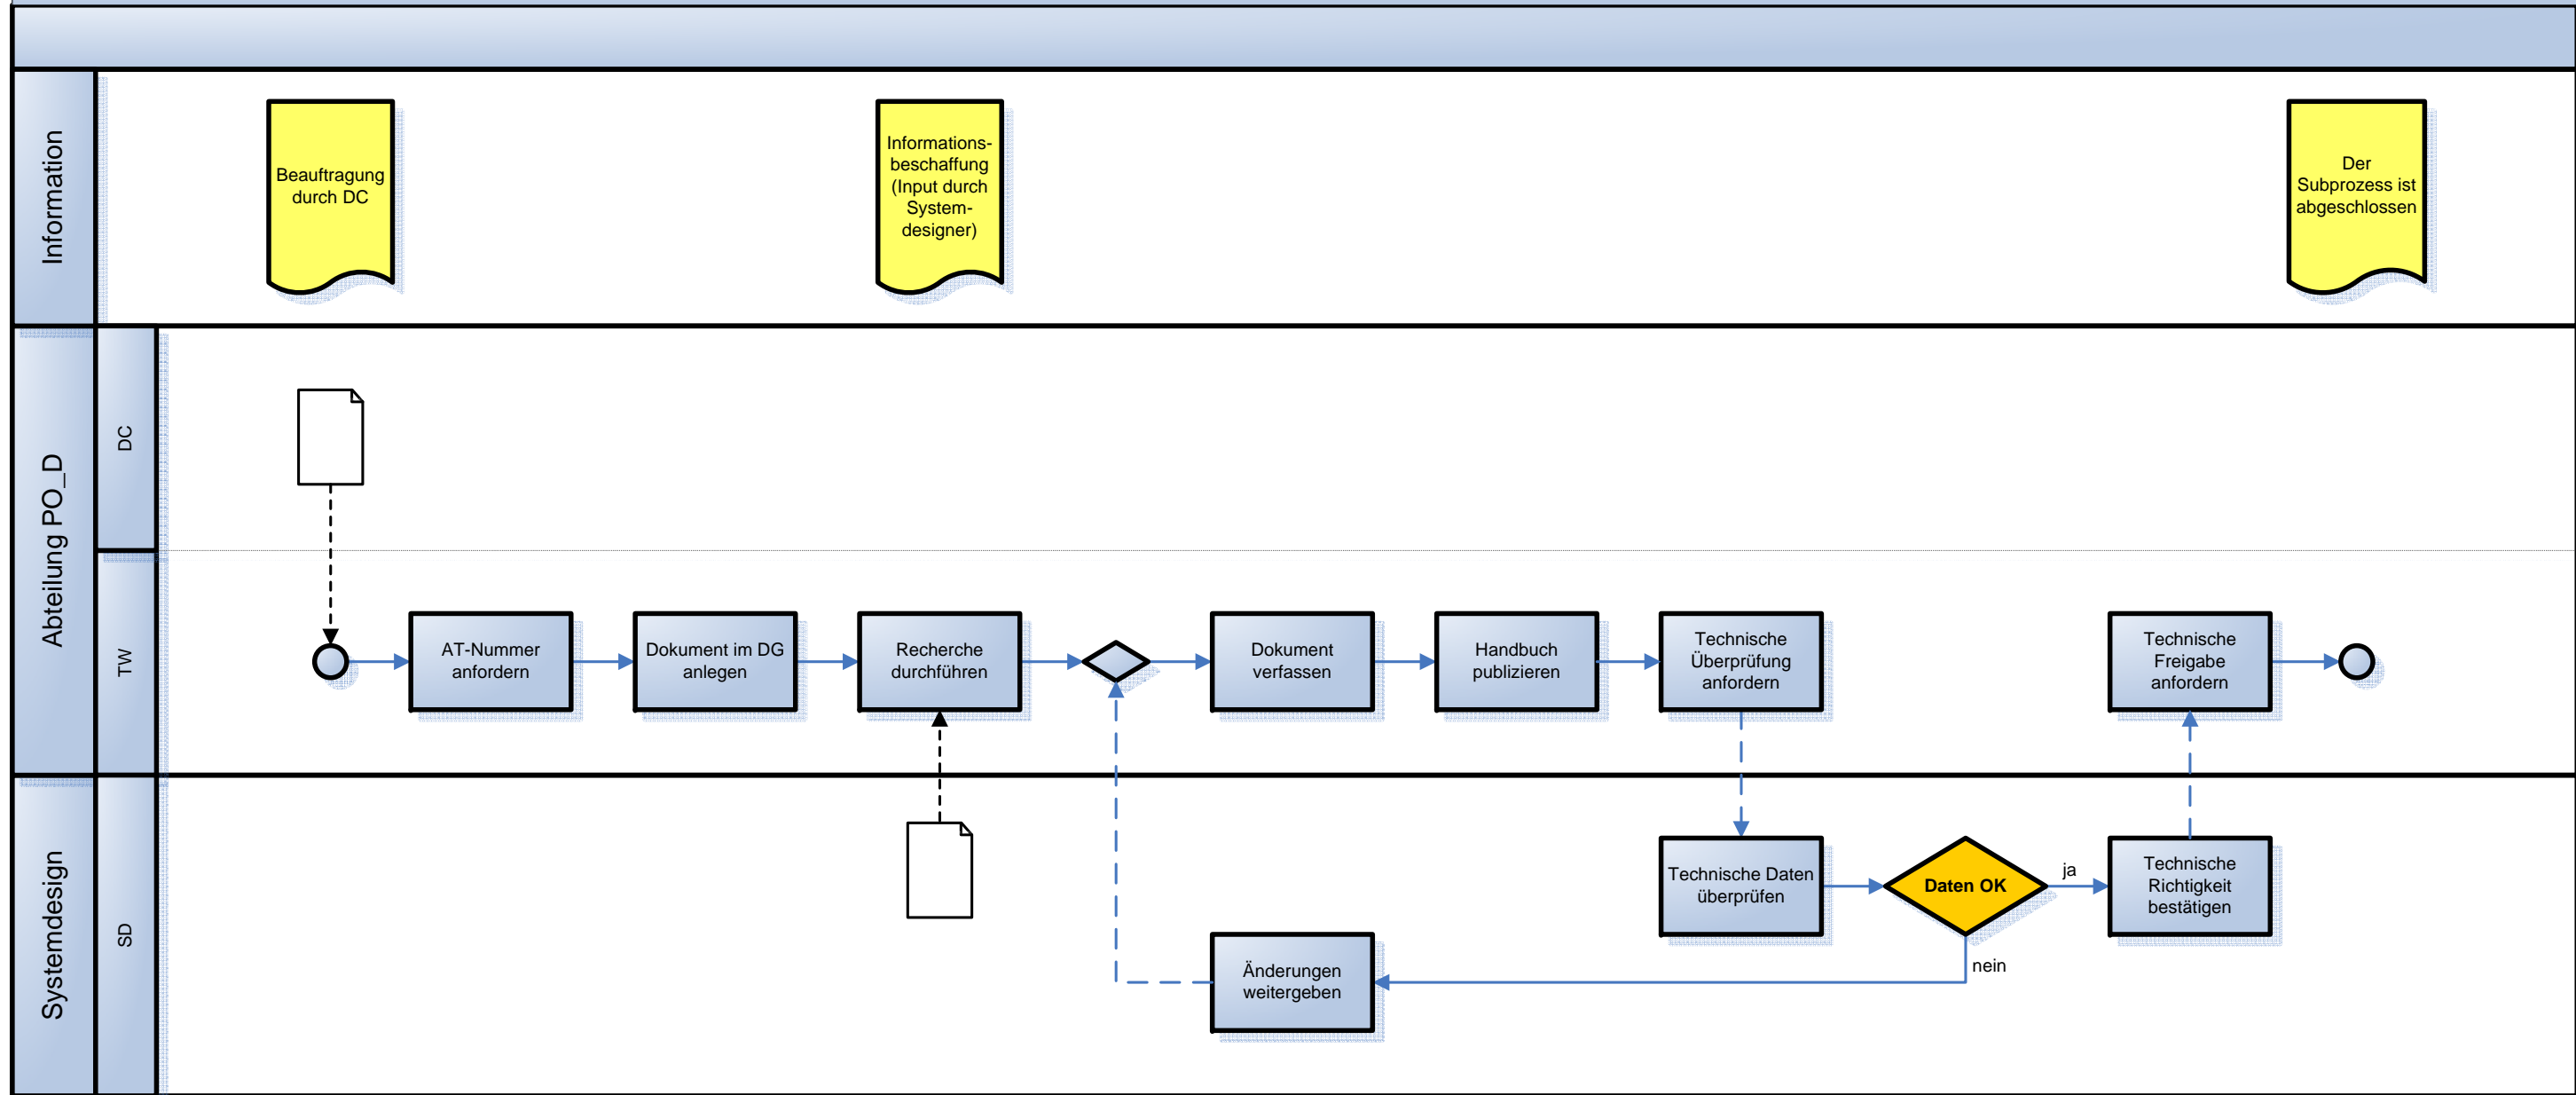 Information
Beauftragung
durch DC
Informations-
beschaffung
(Input durch
System-
designer)
Der
Subprozess ist
abgeschlossen
Abteilung PO_D
DC
TW
AT-Nummer
anfordern
Dokument im DG
anlegen
Recherche
durchführen
Dokument
verfassen
Handbuch
publizieren
Technische
Überprüfung
anfordern
Technische
Freigabe
anfordern
Systemdesign
SD
Technische Daten
überprüfen
Daten OK
ja
Technische
Richtigkeit
bestätigen
nein
Änderungen
weitergeben